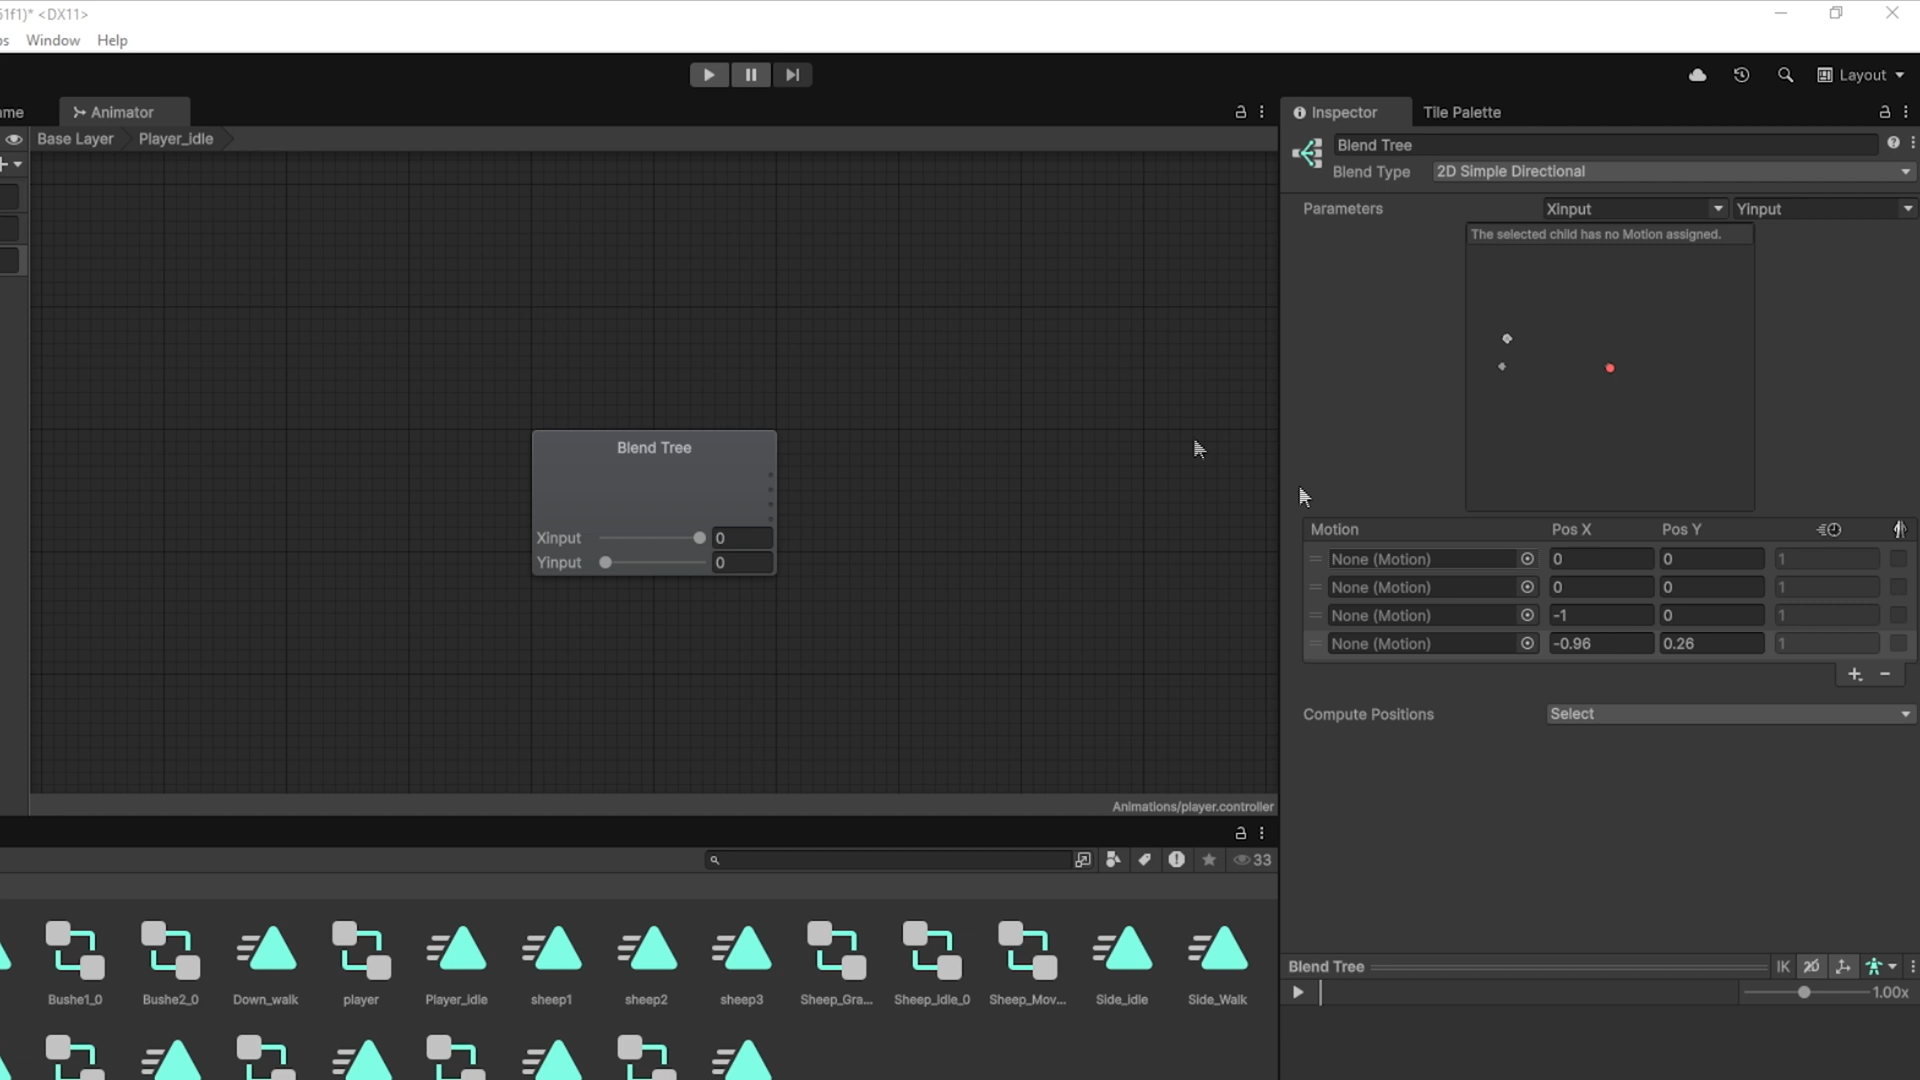 51f1)* <DX11>
os Window Help
Layout
ame Animator
Inspector Tile Palette
Base Layer Player_idle
Blend Tree
Blend Type 2D Simple Directional
Parameters Xinput Yinput
The selected child has no Motion assigned.
Blend Tree
Xinput 0
Yinput 0
Motion Pos X Pos Y
None (Motion) 0 0 1
None (Motion) 0 0 1
None (Motion) -1 0 1
None (Motion) -0.96 0.26 1
Compute Positions Select
Animations/player.controller
33
Bushe1_0 Bushe2_0 Down_walk player Player_idle sheep1 sheep2 sheep3 Sheep_Gra... Sheep_Idle_0 Sheep_Mov... Side_idle Side_Walk
Blend Tree IK 2D
1.00x